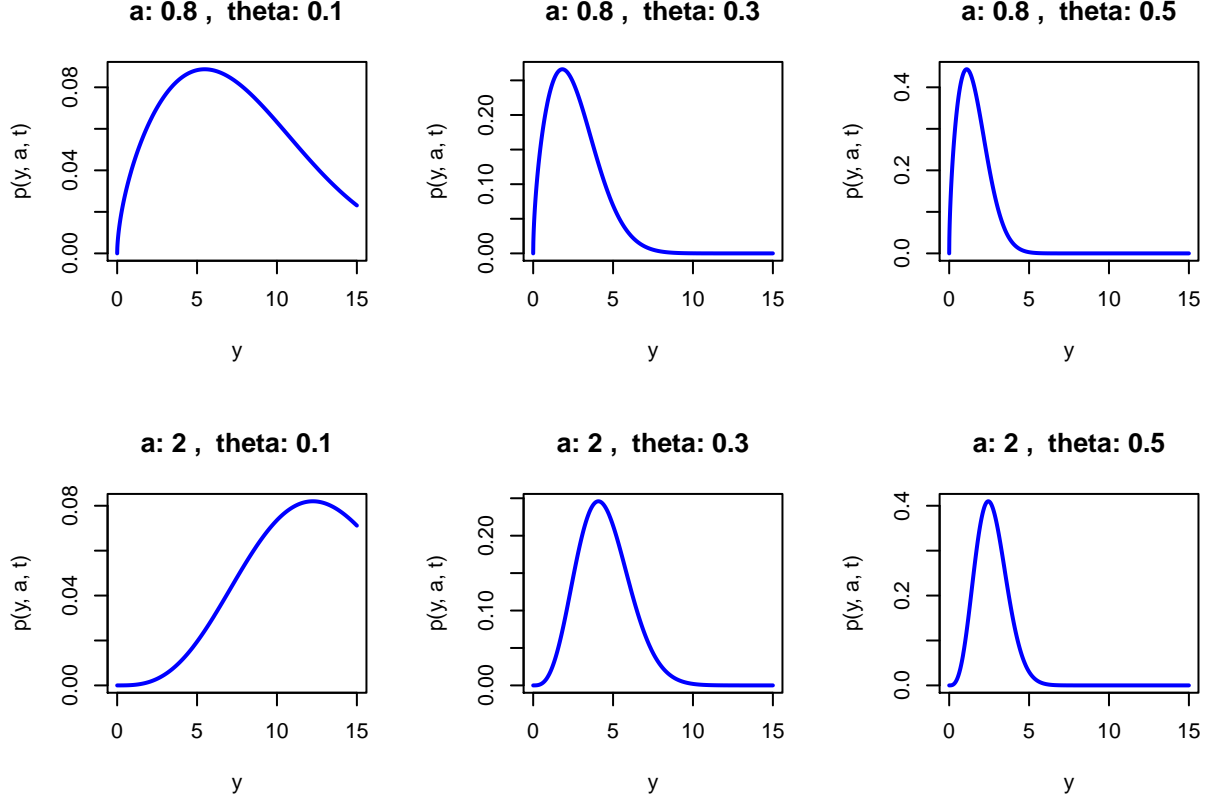 a: 0.8 ,  theta: 0.1
p(y, a, t)
0.00 0.04 0.08
0 5 10 15
y
a: 0.8 ,  theta: 0.3
p(y, a, t)
0.00 0.10 0.20
0 5 10 15
y
a: 0.8 ,  theta: 0.5
p(y, a, t)
0.0 0.2 0.4
0 5 10 15
y
a: 2 ,  theta: 0.1
p(y, a, t)
0.00 0.04 0.08
0 5 10 15
y
a: 2 ,  theta: 0.3
p(y, a, t)
0.00 0.10 0.20
0 5 10 15
y
a: 2 ,  theta: 0.5
p(y, a, t)
0.0 0.2 0.4
0 5 10 15
y